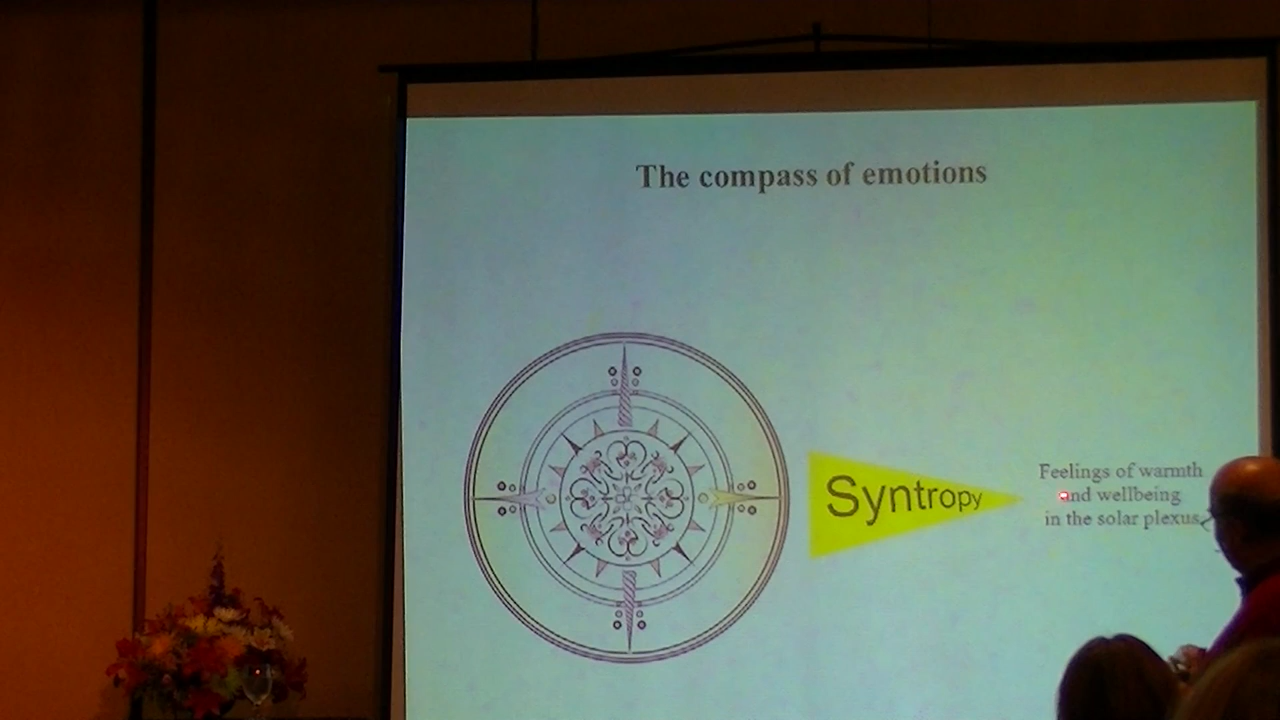 The compass of emotions
Syntropy
Feelings of warmth
and wellbeing
in the solar plexus